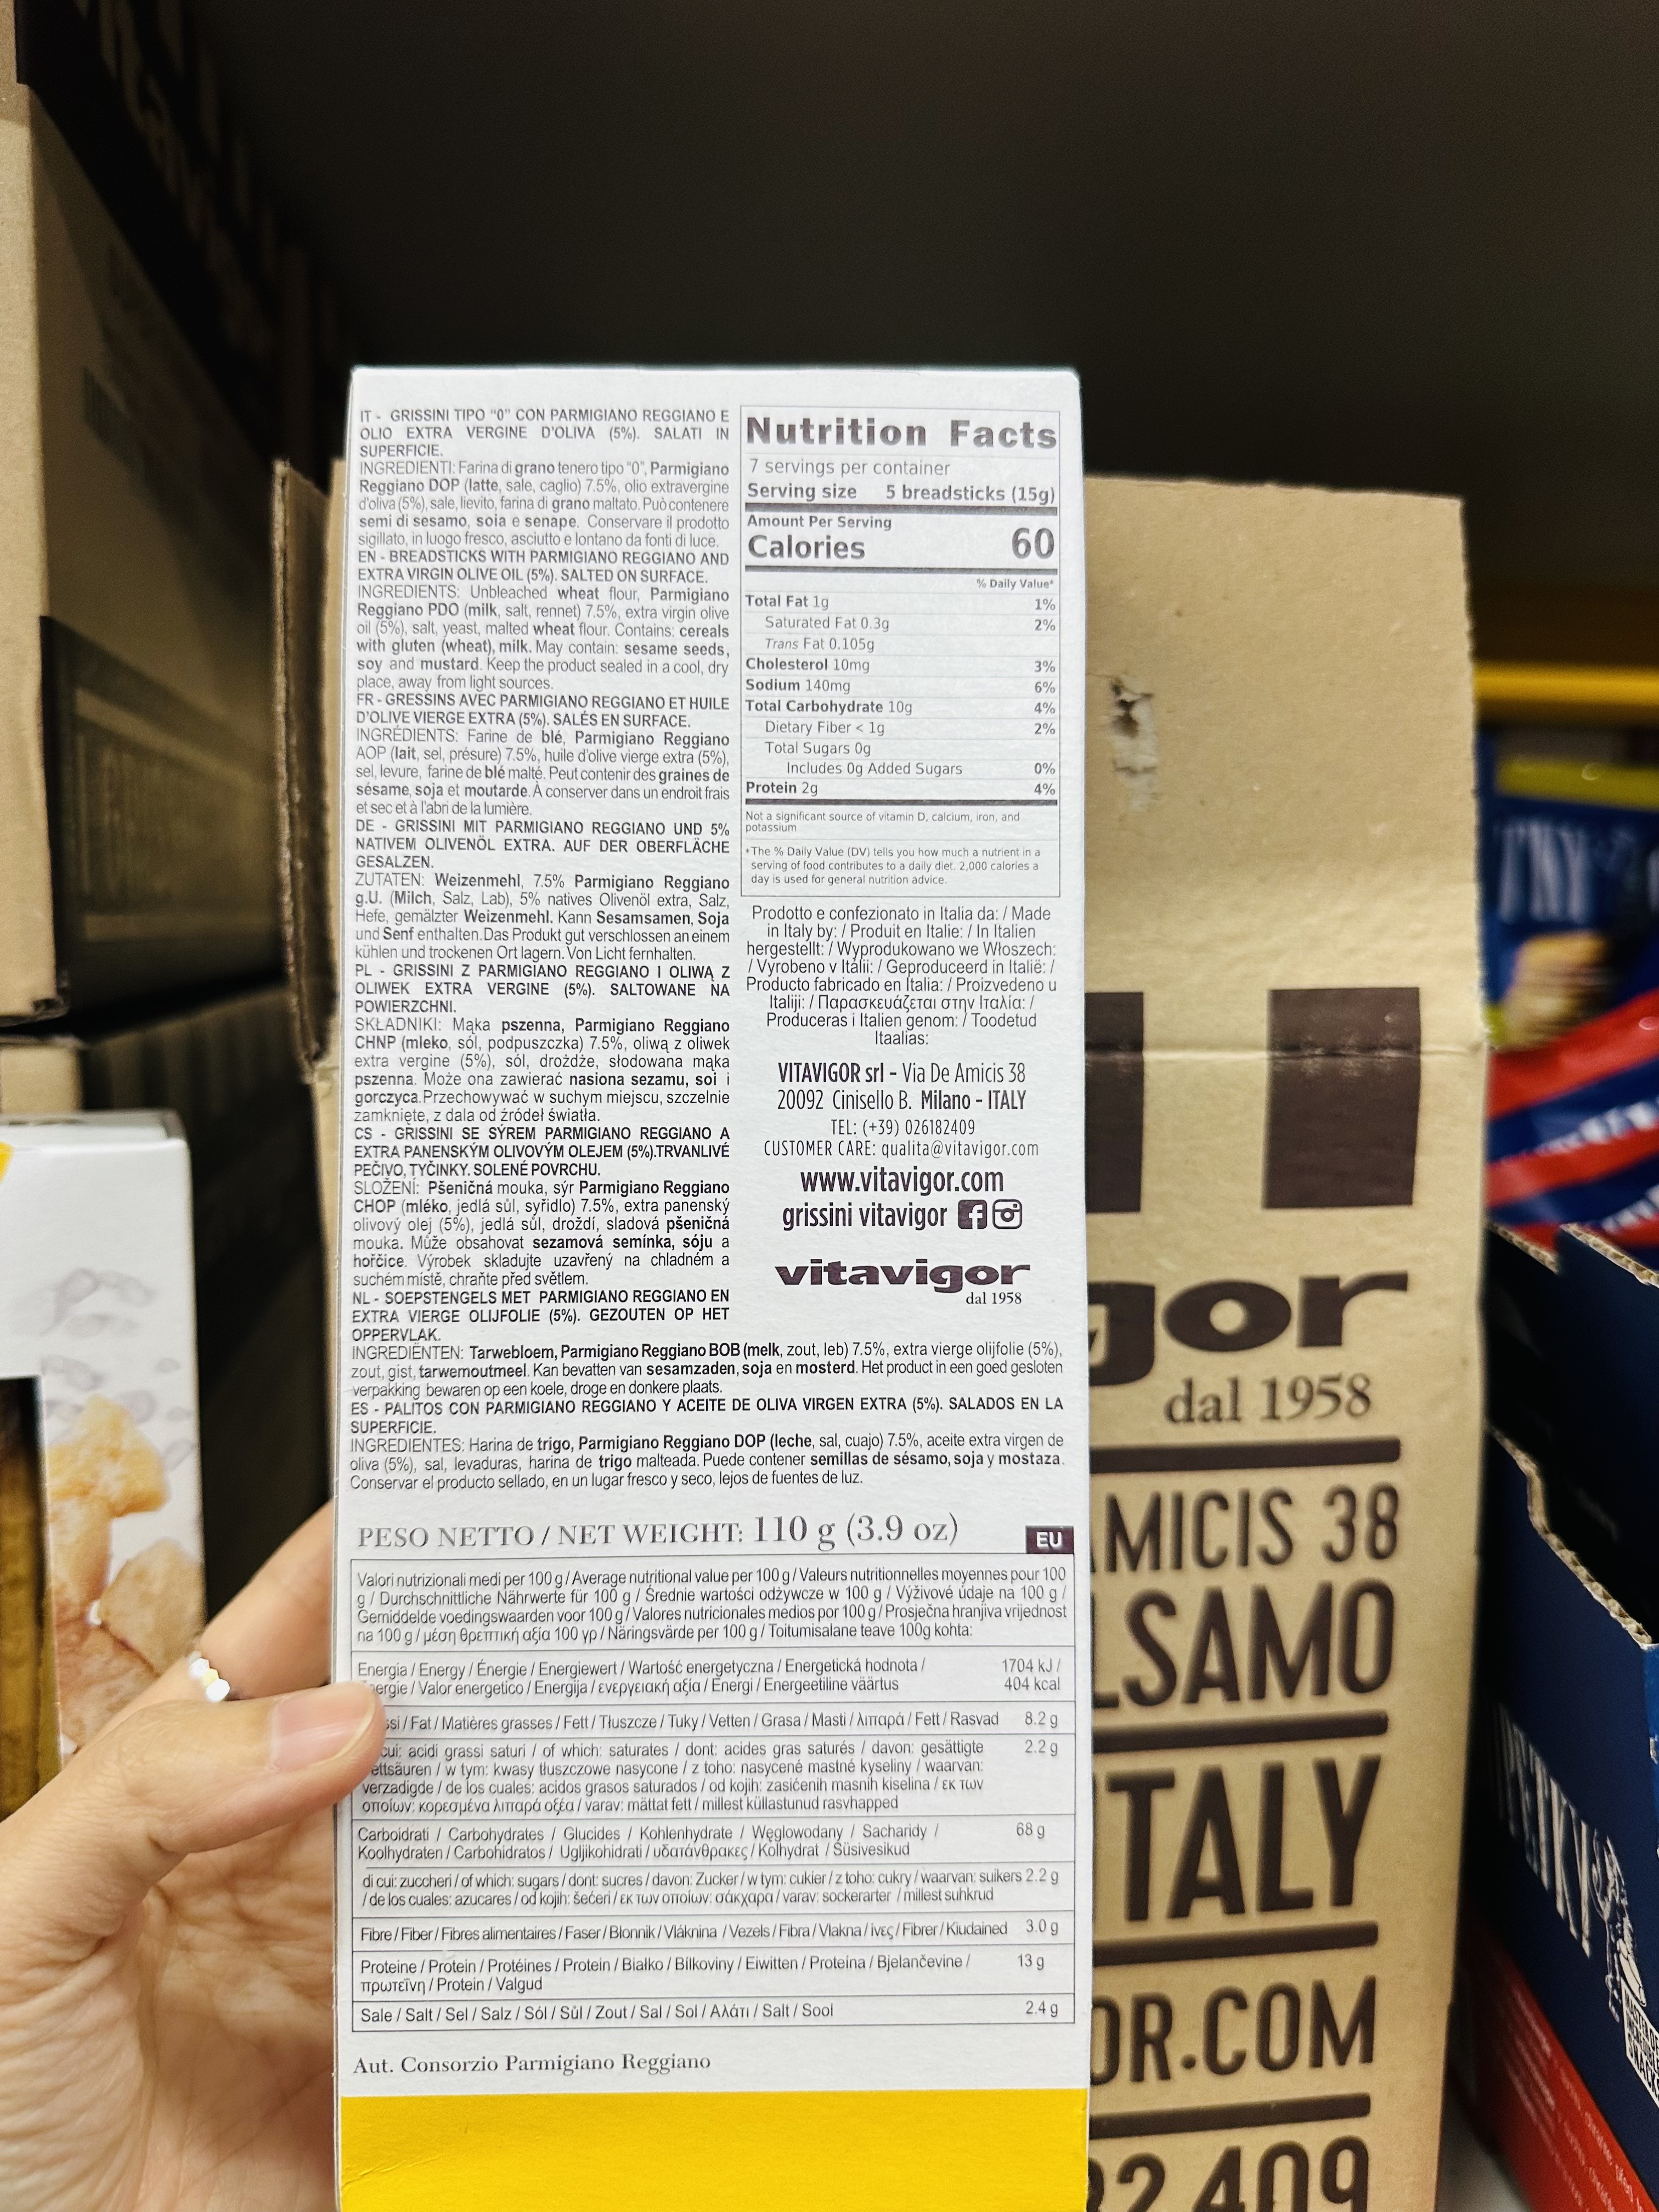 IT - GRISSINI TIPO "0" CON PARMIGIANO REGGIANO E
OLIO EXTRA VERGINE D'OLIVA (5%). SALATI IN
SUPERFICIE.
INGREDIENTI: Farina di grano tenero tipo "0", Parmigiano
Reggiano DOP (latte, sale, caglio) 7.5%, olio extravergine
d'oliva (5%), sale, lievito, farina di grano maltato. Può contenere
semi di sesamo, soia e senape. Conservare il prodotto
sigillato, in luogo fresco, asciutto e lontano da fonti di luce.
EN - BREADSTICKS WITH PARMIGIANO REGGIANO AND
EXTRA VIRGIN OLIVE OIL (5%). SALTED ON SURFACE.
INGREDIENTS: Unbleached wheat flour, Parmigiano
Reggiano PDO (milk, salt, rennet) 7.5%, extra virgin olive
oil (5%), salt, yeast, malted wheat flour. Contains: cereals
with gluten (wheat), milk. May contain: sesame seeds,
soy and mustard. Keep the product sealed in a cool, dry
place, away from light sources.
FR - GRESSINS AVEC PARMIGIANO REGGIANO ET HUILE
D'OLIVE VIERGE EXTRA (5%). SALÉS EN SURFACE.
INGRÉDIENTS: Farine de blé, Parmigiano Reggiano
AOP (lait, sel, présure) 7.5%, huile d'olive vierge extra (5%),
sel, levure, farine de blé malté. Peut contenir des graines de
sésame, soja et moutarde. À conserver dans un endroit frais
et sec et à l'abri de la lumière.
DE - GRISSINI MIT PARMIGIANO REGGIANO UND 5%
NATIVEM OLIVENÖL EXTRA. AUF DER OBERFLÄCHE
GESALZEN.
ZUTATEN: Weizenmehl, 7.5% Parmigiano Reggiano
g.U. (Milch, Salz, Lab), 5% natives Olivenöl extra, Salz,
Hefe, gemälzter Weizenmehl. Kann Sesamsamen, Soja
und Senf enthalten. Das Produkt gut verschlossen an einem
kühlen und trockenen Ort lagern. Von Licht fernhalten.
PL - GRISSINI Z PARMIGIANO REGGIANO I OLIWĄ Z
OLIWEK EXTRA VERGINE (5%). SALTOWANE NA
POWIERZCHNI.
SKŁADNIKI: Mąka pszenna, Parmigiano Reggiano
CHNP (mleko, sól, podpuszczka) 7.5%, oliwą z oliwek
extra vergine (5%), sól, drożdże, słodowana mąka
pszenna. Może ona zawierać nasiona sezamu, soi i
gorczyca. Przechowywać w suchym miejscu, szczelnie
zamknięte, z dala od źródeł światła.
CS - GRISSINI SE SÝREM PARMIGIANO REGGIANO A
EXTRA PANENSKÝM OLIVOVÝM OLEJEM (5%).TRVANLIVÉ
PEČIVO, TYČINKY. SOLENÉ POVRCHU.
SLOŽENÍ: Pšeničná mouka, sýr Parmigiano Reggiano
CHOP (mléko, jedlá sůl, syřidlo) 7.5%, extra panenský
olivový olej (5%), jedlá sůl, droždí, sladová pšeničná
mouka. Může obsahovat sezamová semínka, sóju a
hořčice. Výrobek skladujte uzavřený na chladném a
suchém místě, chraňte před světlem.
NL - SOEPSTENGELS MET PARMIGIANO REGGIANO EN
EXTRA VIERGE OLIJFOLIE (5%). GEZOUTEN OP HET
OPPERVLAK.
INGREDIËNTEN: Tarwebloem, Parmigiano Reggiano BOB (melk, zout, leb) 7.5%, extra vierge olijfolie (5%),
zout, gist, tarwemoutmeel. Kan bevatten van sesamzaden, soja en mosterd. Het product in een goed gesloten
verpakking bewaren op een koele, droge en donkere plaats.
ES - PALITOS CON PARMIGIANO REGGIANO Y ACEITE DE OLIVA VIRGEN EXTRA (5%). SALADOS EN LA
SUPERFICIE.
INGREDIENTES: Harina de trigo, Parmigiano Reggiano DOP (leche, sal, cuajo) 7.5%, aceite extra virgen de
oliva (5%), sal, levaduras, harina de trigo malteada. Puede contener semillas de sésamo, soja y mostaza.
Conservar el producto sellado, en un lugar fresco y seco, lejos de fuentes de luz.
Nutrition Facts
7 servings per container
Serving size 5 breadsticks (15g)
Amount Per Serving
Calories 60
% Daily Value*
Total Fat 1g 1%
Saturated Fat 0.3g 2%
Trans Fat 0.105g
Cholesterol 10mg 3%
Sodium 140mg 6%
Total Carbohydrate 10g 4%
Dietary Fiber < 1g 2%
Total Sugars 0g
Includes 0g Added Sugars 0%
Protein 2g 4%
Not a significant source of vitamin D, calcium, iron, and
potassium
*The % Daily Value (DV) tells you how much a nutrient in a
serving of food contributes to a daily diet. 2,000 calories a
day is used for general nutrition advice.
Prodotto e confezionato in Italia da: / Made
in Italy by: / Produit en Italie: / In Italien
hergestellt: / Wyprodukowano we Włoszech:
/ Vyrobeno v Itálii: / Geproduceerd in Italië: /
Producto fabricado en Italia: / Proizvedeno u
Italiji: / Παρασκευάζεται στην Ιταλία: /
Produceras i Italien genom: / Toodetud
Itaalias:
VITAVIGOR srl - Via De Amicis 38
20092 Cinisello B. Milano - ITALY
TEL: (+39) 026182409
CUSTOMER CARE: qualita@vitavigor.com
www.vitavigor.com
grissini vitavigor
vitavigor
dal 1958
PESO NETTO / NET WEIGHT: 110 g (3.9 oz)
EU
Valori nutrizionali medi per 100 g / Average nutritional value per 100 g / Valeurs nutritionnelles moyennes pour 100
g / Durchschnittliche Nährwerte für 100 g / Średnie wartości odżywcze w 100 g / Výživové údaje na 100 g /
Gemiddelde voedingswaarden voor 100 g / Valores nutricionales medios por 100 g / Prosječna hranjiva vrijednost
na 100 g / μέση θρεπτική αξία 100 γρ / Näringsvärde per 100 g / Toitumisalane teave 100g kohta:
Energia / Energy / Énergie / Energiewert / Wartość energetyczna / Energetická hodnota / 1704 kJ /
ergie / Valor energetico / Energija / ενεργειακή αξία / Energi / Energeetiline väärtus 404 kcal
ssi / Fat / Matières grasses / Fett / Tłuszcze / Tuky / Vetten / Grasa / Masti / λιπαρά / Fett / Rasvad 8.2 g
cui: acidi grassi saturi / of which: saturates / dont: acides gras saturés / davon: gesättigte 2.2 g
ettsäuren / w tym: kwasy tłuszczowe nasycone / z toho: nasycené mastné kyseliny / waarvan:
verzadigde / de los cuales: acidos grasos saturados / od kojih: zasićenih masnih kiselina / εκ των
οποίων: κορεσμένα λιπαρά οξέα / varav: mättat fett / millest küllastunud rasvhapped
Carboidrati / Carbohydrates / Glucides / Kohlenhydrate / Węglowodany / Sacharidy / 68 g
Koolhydraten / Carbohidratos / Ugljikohidrati / υδατάνθρακες / Kolhydrat / Süsivesikud
di cui: zuccheri / of which: sugars / dont: sucres / davon: Zucker / w tym: cukier / z toho: cukry / waarvan: suikers 2.2 g
/ de los cuales: azucares / od kojih: šećeri / εκ των οποίων: σάκχαρα / varav: sockerarter / millest suhkrud
Fibre / Fiber / Fibres alimentaires / Faser / Błonnik / Vláknina / Vezels / Fibra / Vlakna / ίνες / Fibrer / Kiudained 3.0 g
Proteine / Protein / Protéines / Protein / Białko / Bílkoviny / Eiwitten / Proteína / Bjelančevine / 13 g
πρωτεΐνη / Protein / Valgud
Sale / Salt / Sel / Salz / Sól / Sůl / Zout / Sal / Sol / Αλάτι / Salt / Sool 2.4 g
Aut. Consorzio Parmigiano Reggiano
gor
dal 1958
MICIS 38
LSAMO
TALY
OR.COM
2409